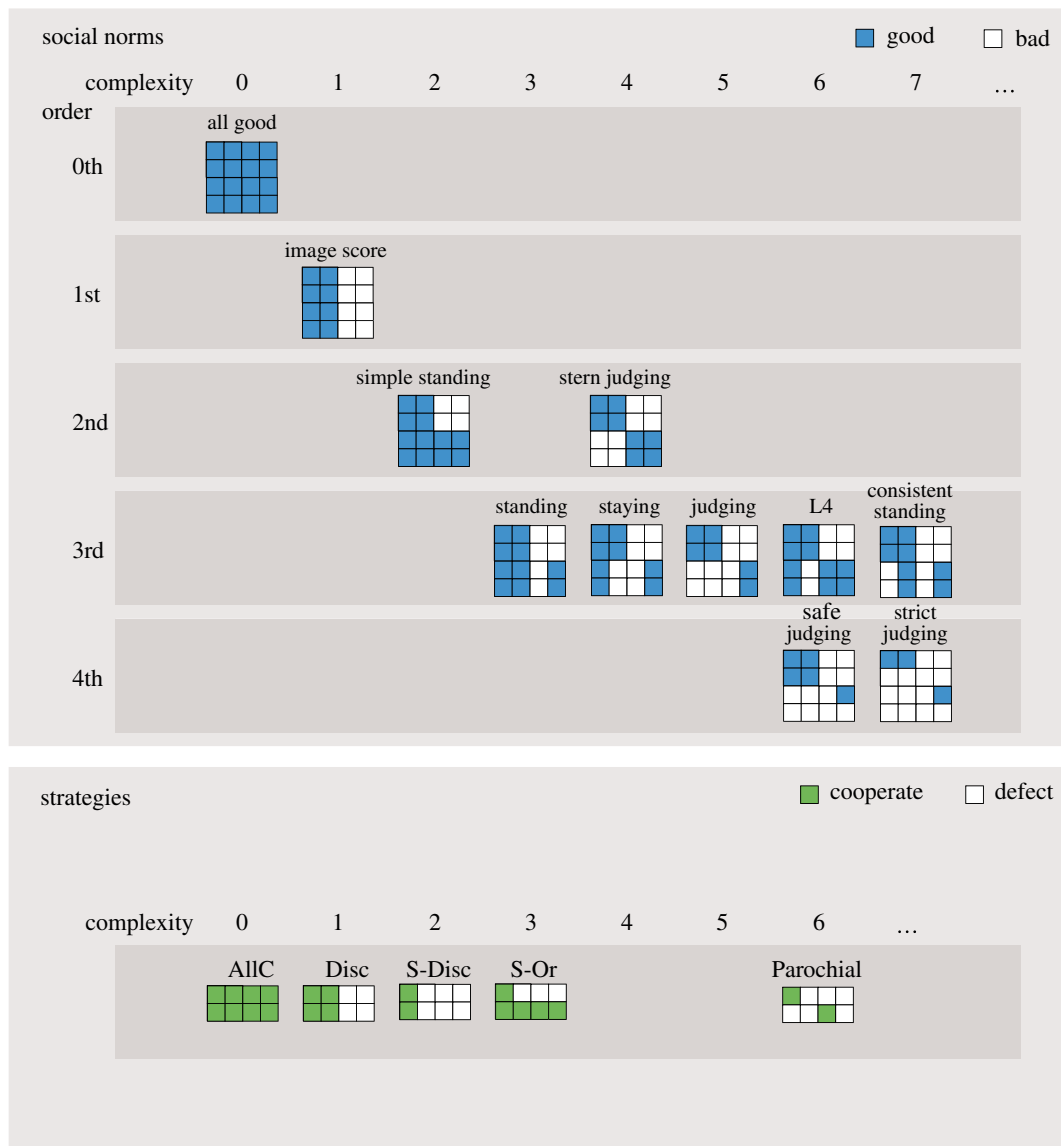 social norms
good bad
complexity 0 1 2 3 4 5 6 7 ...
order
all good
0th
image score
1st
simple standing stern judging
2nd
standing staying judging L4 consistent standing
3rd
safe judging strict judging
4th
strategies
cooperate defect
complexity 0 1 2 3 4 5 6 ...
AllC Disc S-Disc S-Or Parochial